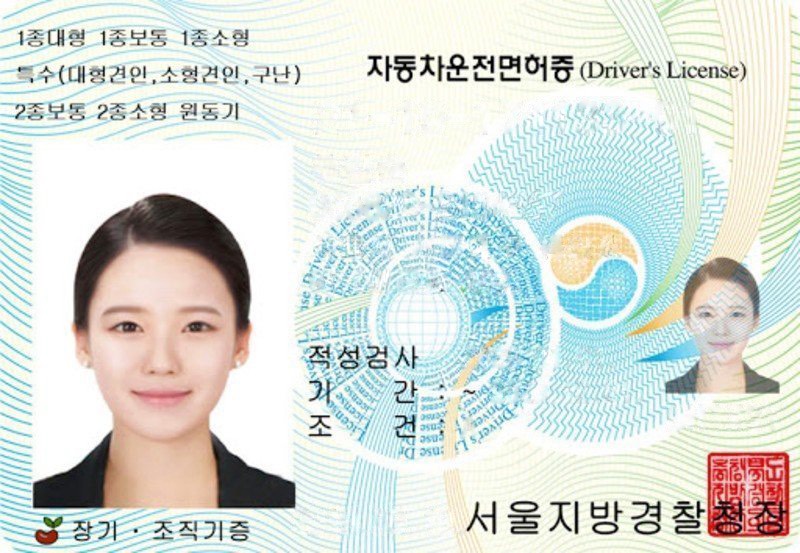 1종대형 1종보통 1종소형
특수(대형견인,소형견인,구난)
2종보통 2종소형 원동기
자동차운전면허증 (Driver's License)
적성검사
기 간 : ~
조 건 :
장기 · 조직기증
서울지방경찰청장